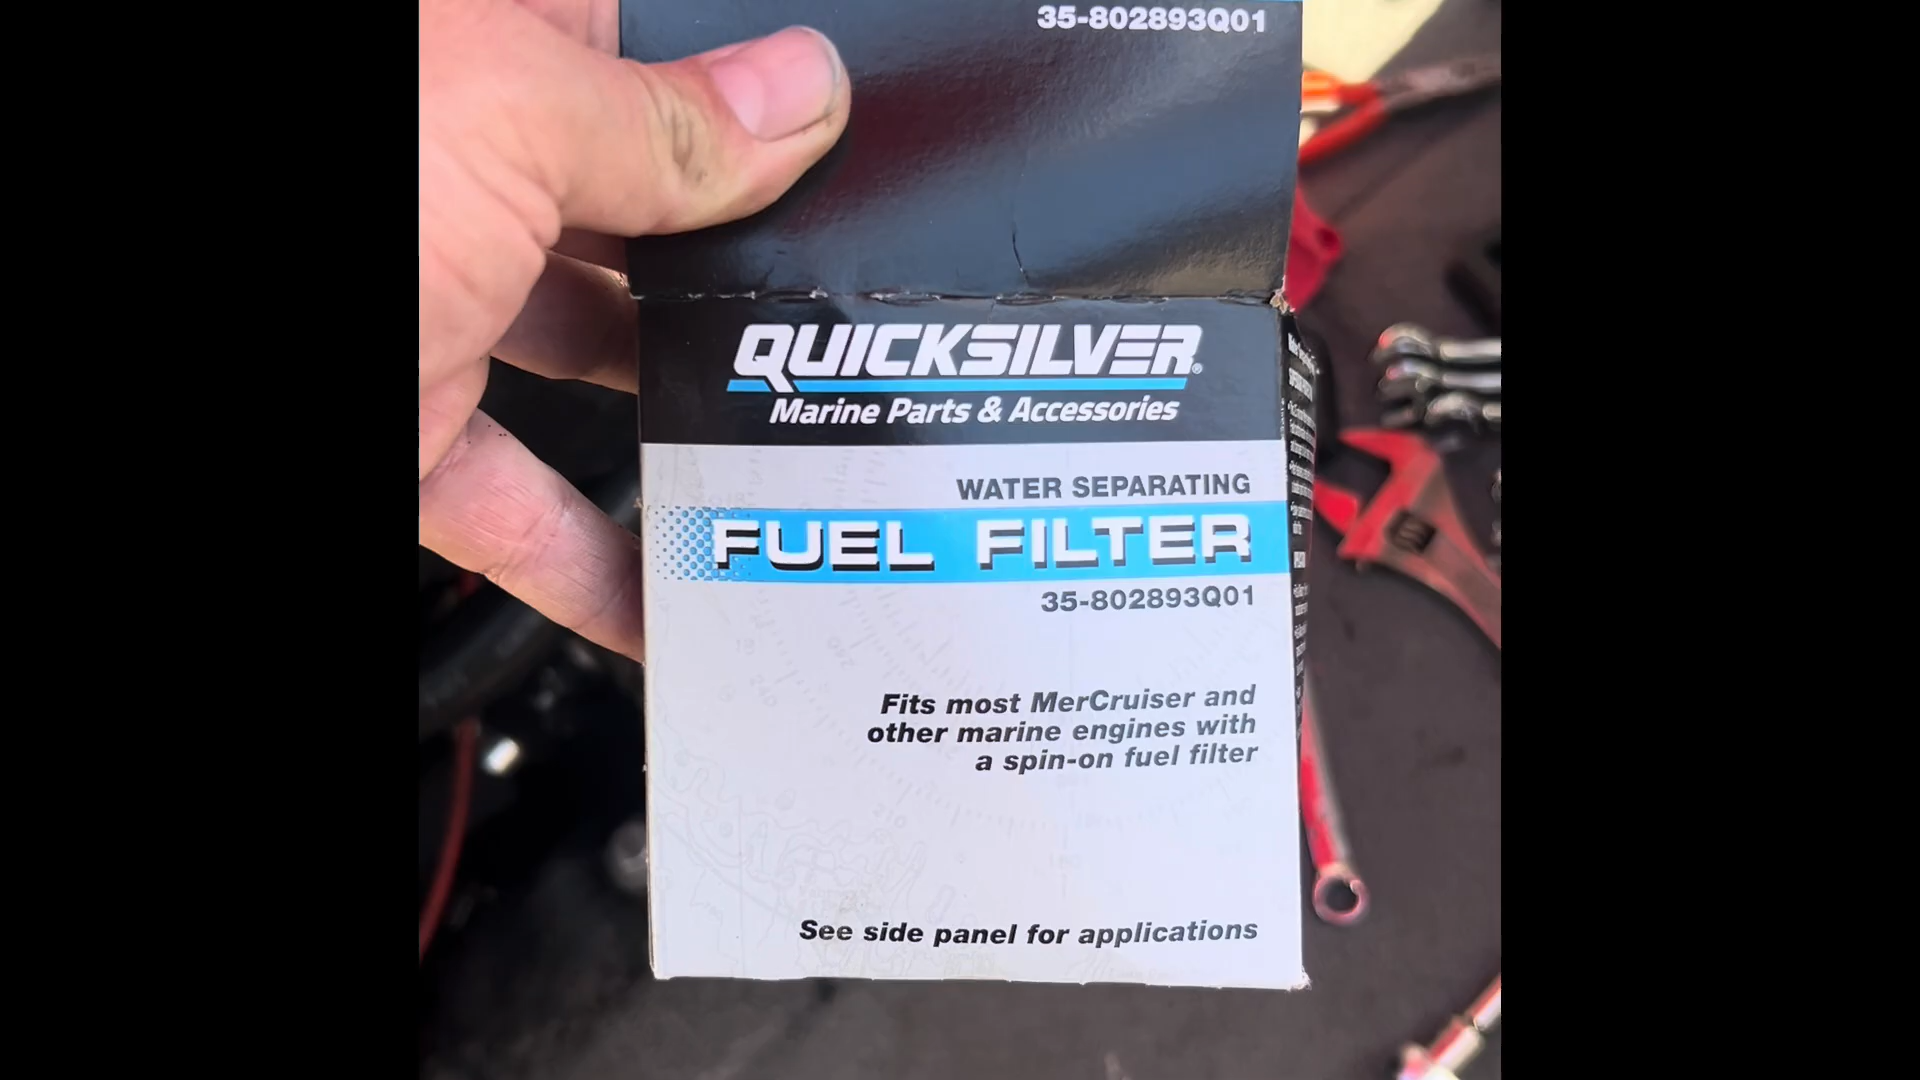 35-802893Q01
QUICKSILVER®
Marine Parts & Accessories
WATER SEPARATING
FUEL FILTER
35-802893Q01
Fits most MerCruiser and
other marine engines with
a spin-on fuel filter
See side panel for applications